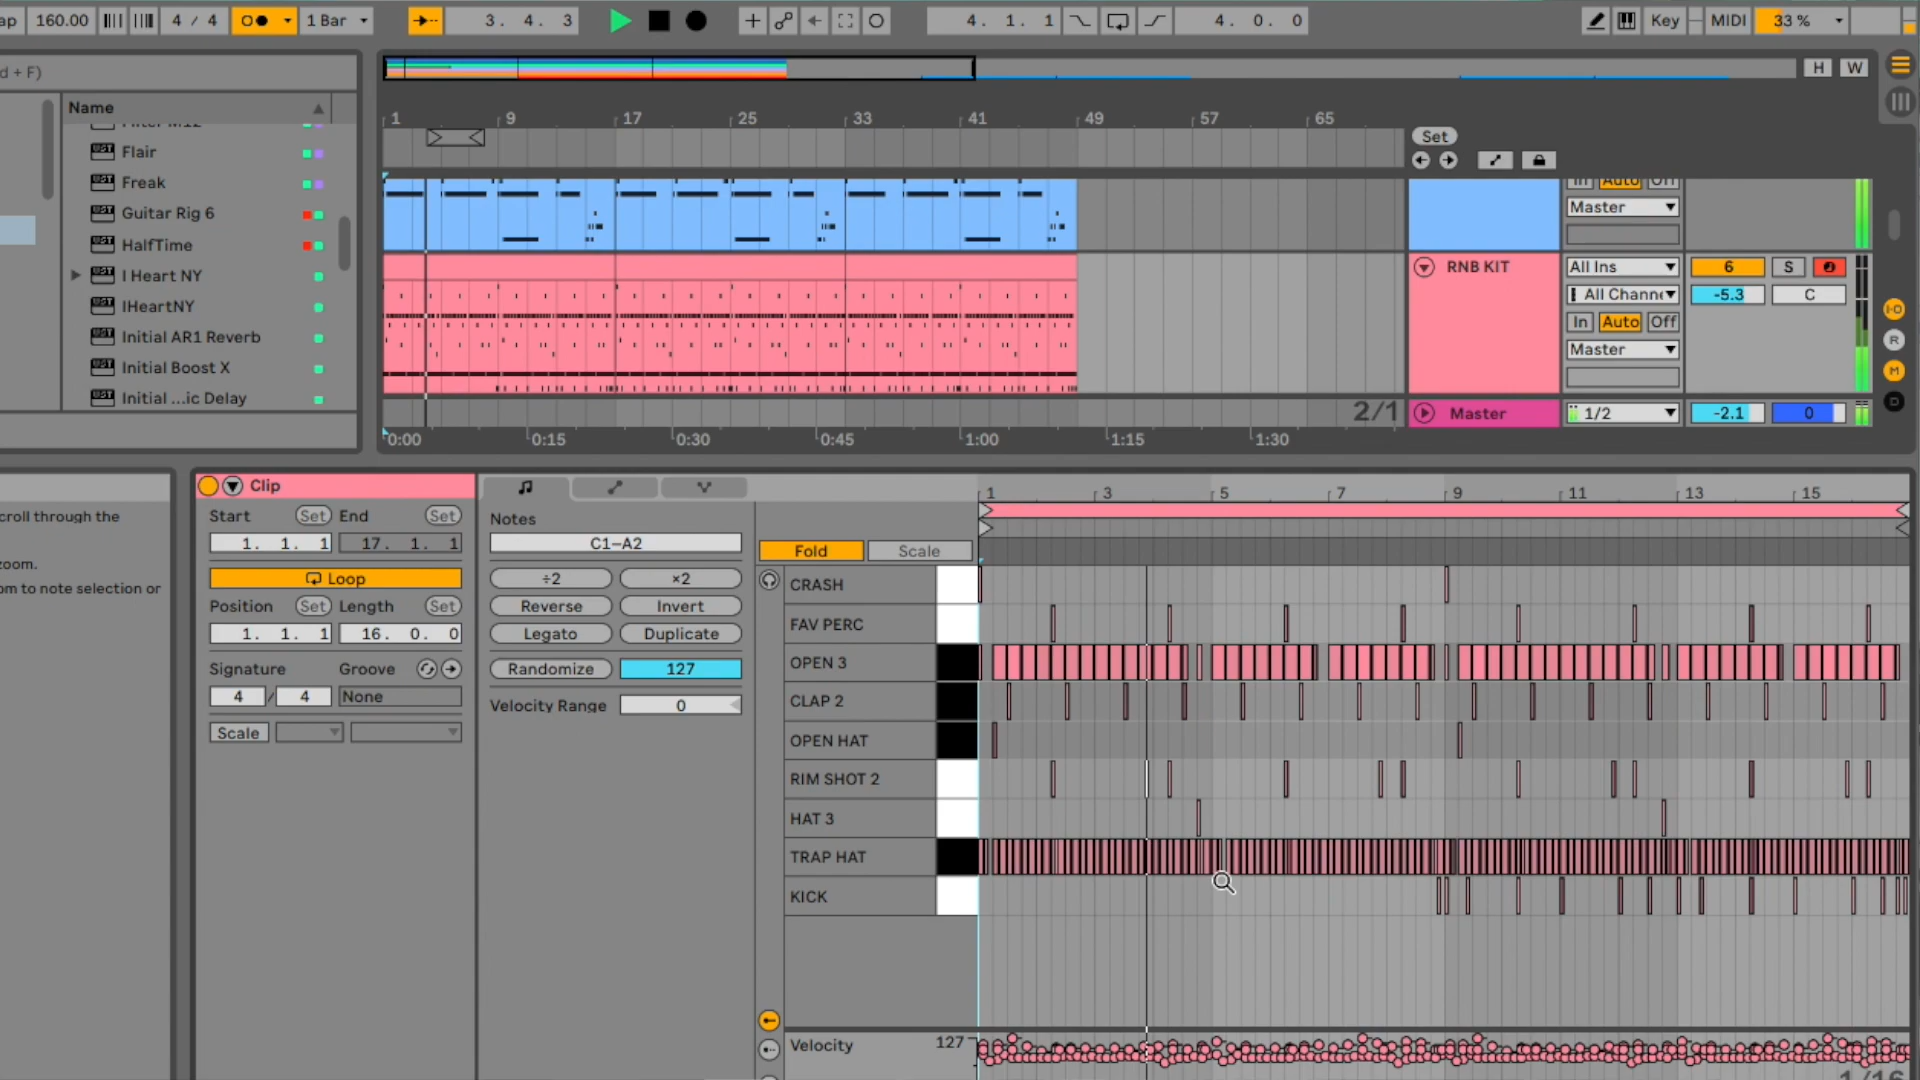 ap 160.00 4 / 4 1 Bar 3. 4. 3 4. 1. 1 4. 0. 0 Key MIDI 33 %
d + F)
H W
Name
Flair
Freak
Guitar Rig 6
HalfTime
I Heart NY
IHeartNY
Initial AR1 Reverb
Initial Boost X
Initial ...ic Delay
1 9 17 25 33 41 49 57 65
Set
In Auto Off
Master
RNB KIT All Ins 6 S
All Channe -5.3 C
In Auto Off
Master
2/1 Master 1/2 -2.1 0
0:00 0:15 0:30 0:45 1:00 1:15 1:30
I-O
R
M
D
croll through the
zoom.
om to note selection or
Clip
Start Set End Set
1. 1. 1 17. 1. 1
Loop
Position Set Length Set
1. 1. 1 16. 0. 0
Signature Groove
4 / 4 None
Scale
Notes
C1–A2
÷2 ×2
Reverse Invert
Legato Duplicate
Randomize 127
Velocity Range 0
1 3 5 7 9 11 13 15
Fold Scale
CRASH
FAV PERC
OPEN 3
CLAP 2
OPEN HAT
RIM SHOT 2
HAT 3
TRAP HAT
KICK
Velocity 127
1/16